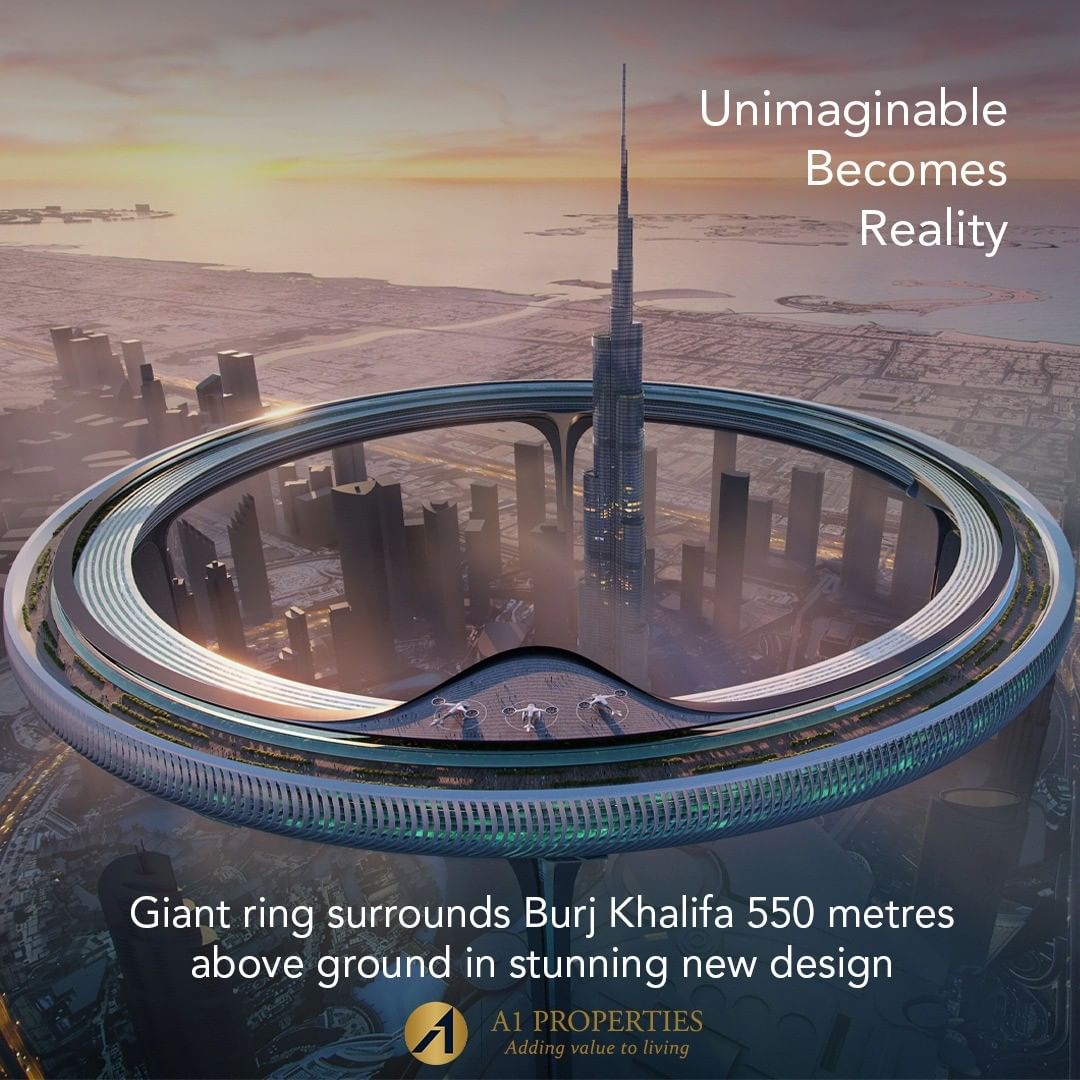 Unimaginable
Becomes
Reality
Giant ring surrounds Burj Khalifa 550 metres
above ground in stunning new design
A1 PROPERTIES
Adding value to living